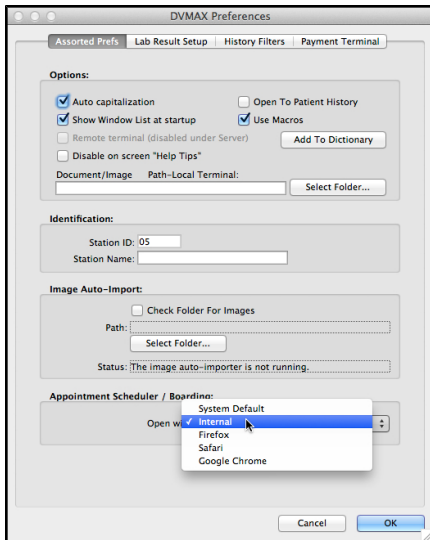 DVMAX Preferences
Assorted Prefs Lab Result Setup History Filters Payment Terminal
Options:
Auto capitalization Open To Patient History
Show Window List at startup Use Macros
Remote terminal (disabled under Server) Add To Dictionary
Disable on screen "Help Tips"
Document/Image Path-Local Terminal:
Select Folder...
Identification:
Station ID: 05
Station Name:
Image Auto-Import:
Check Folder For Images
Path:
Select Folder...
Status: The image auto-importer is not running.
Appointment Scheduler / Boarding:
System Default
Open wi Internal
Firefox
Safari
Google Chrome
Cancel OK